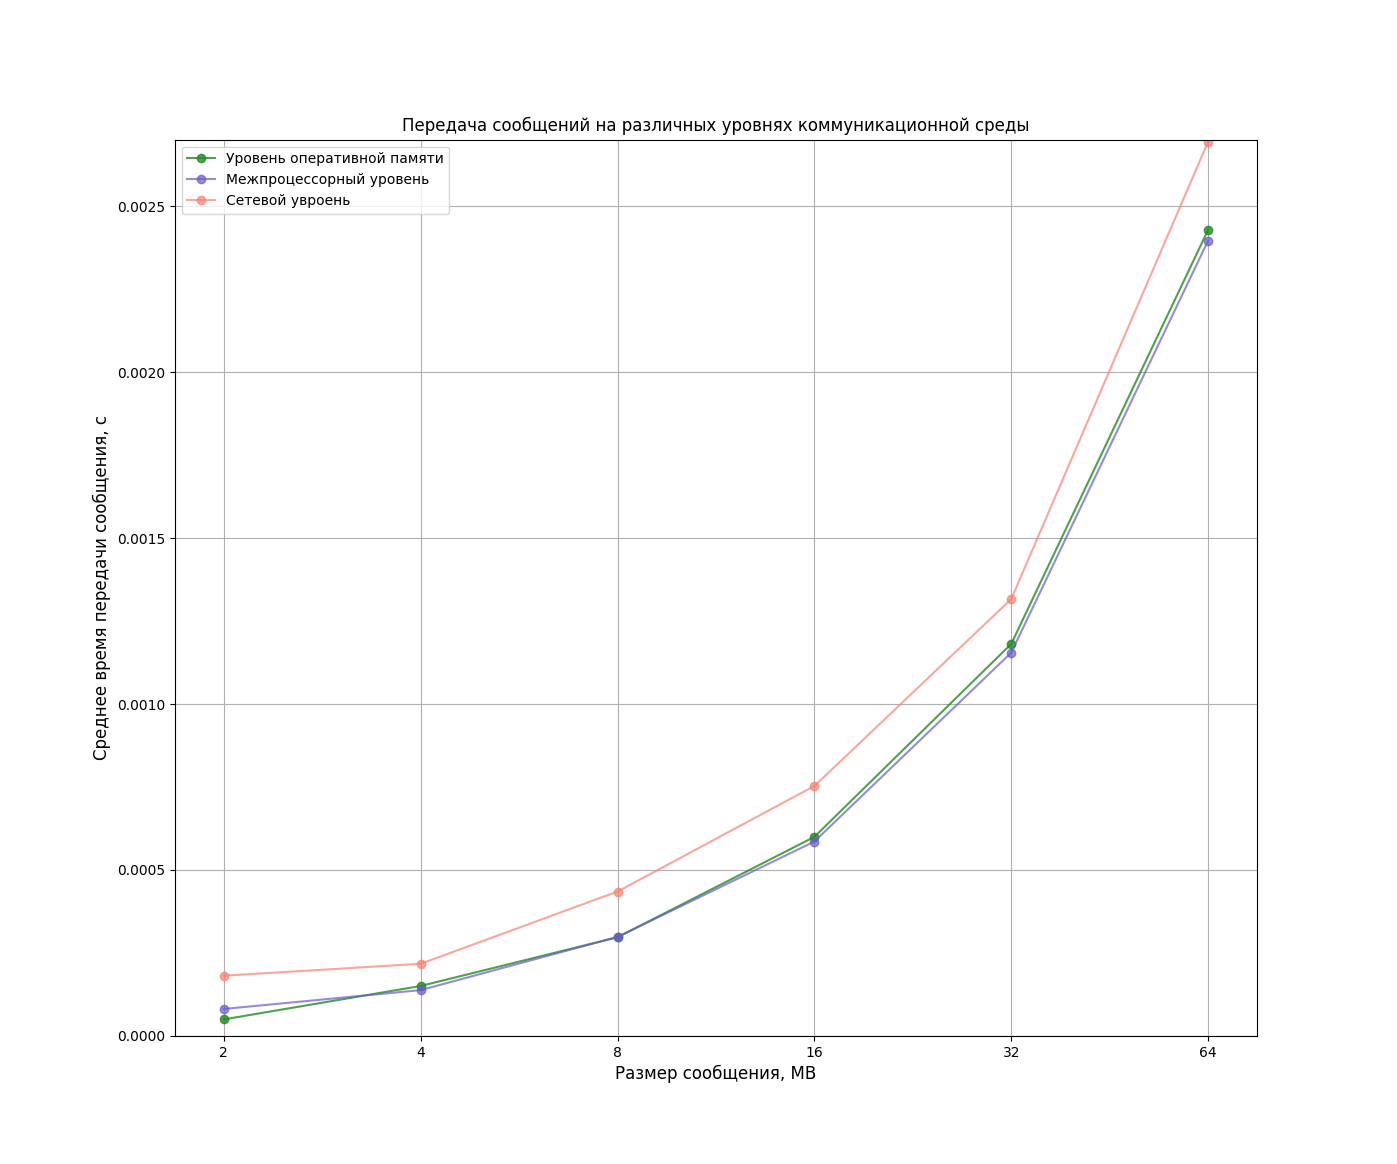 Передача сообщений на различных уровнях коммуникационной среды
Уровень оперативной памяти
Межпроцессорный уровень
Сетевой увроень
0.0025
0.0020
0.0015
0.0010
0.0005
0.0000
Среднее время передачи сообщения, с
2 4 8 16 32 64
Размер сообщения, MB